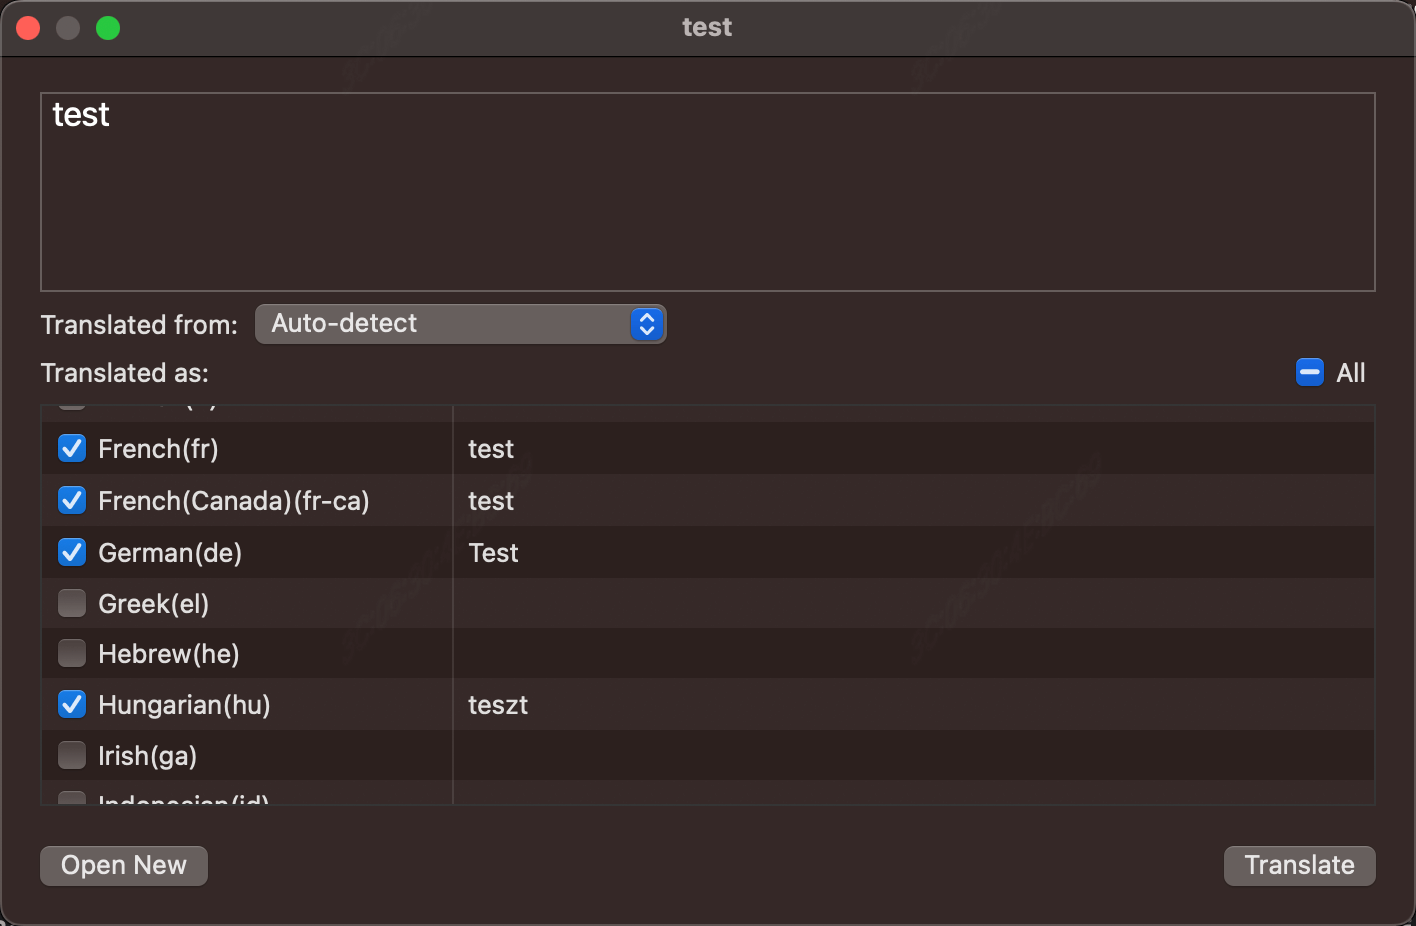 test
test
Translated from: Auto-detect
Translated as:
All
French(fr) test
French(Canada)(fr-ca) test
German(de) Test
Greek(el)
Hebrew(he)
Hungarian(hu) teszt
Irish(ga)
Indonesian(id)
Open New
Translate